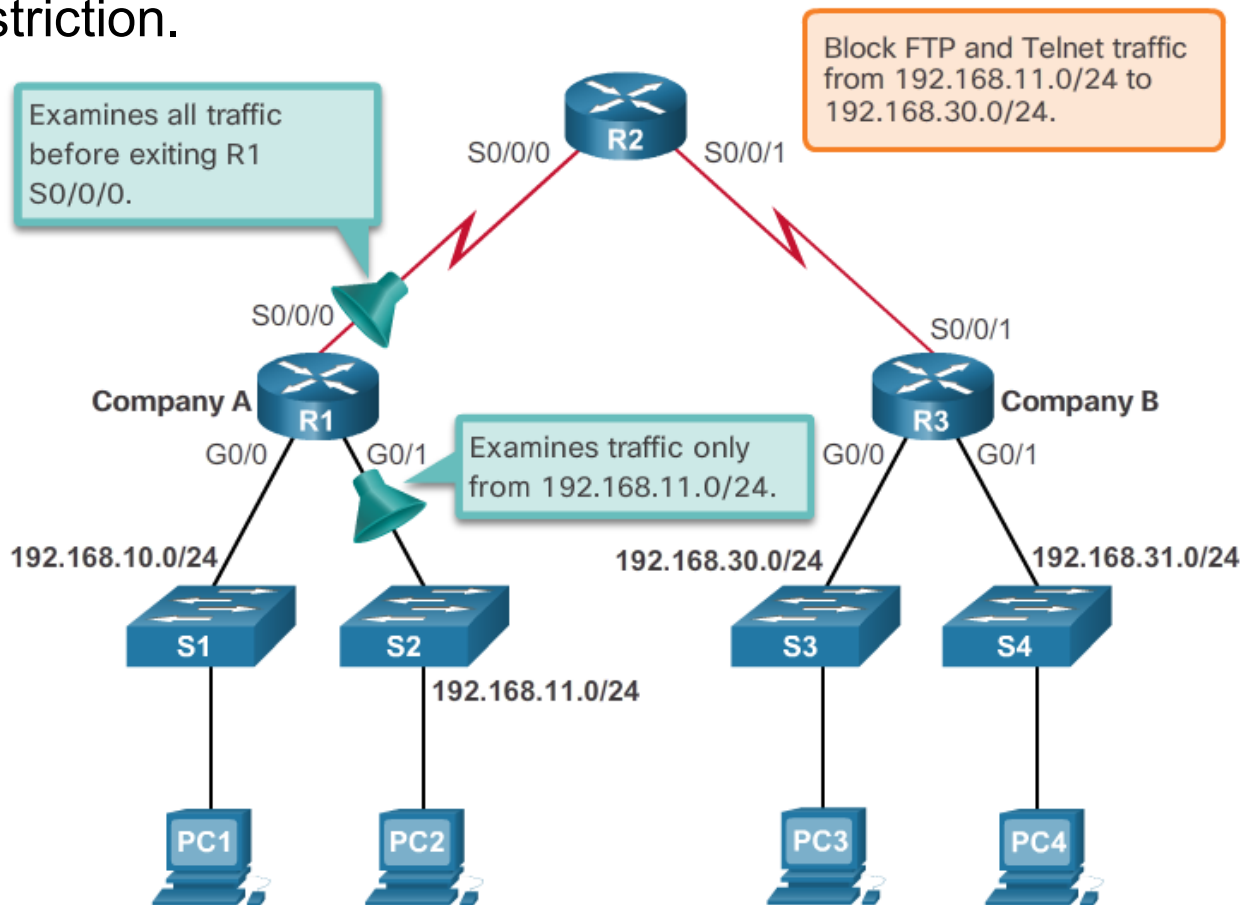 striction.
Block FTP and Telnet traffic
from 192.168.11.0/24 to
192.168.30.0/24.
Examines all traffic
before exiting R1
S0/0/0.
R2
S0/0/0
S0/0/1
S0/0/0
S0/0/1
Company A
R1
R3
Company B
G0/0
G0/1
Examines traffic only
from 192.168.11.0/24.
G0/0
G0/1
192.168.10.0/24
192.168.30.0/24
192.168.31.0/24
S1
S2
S3
S4
192.168.11.0/24
PC1
PC2
PC3
PC4